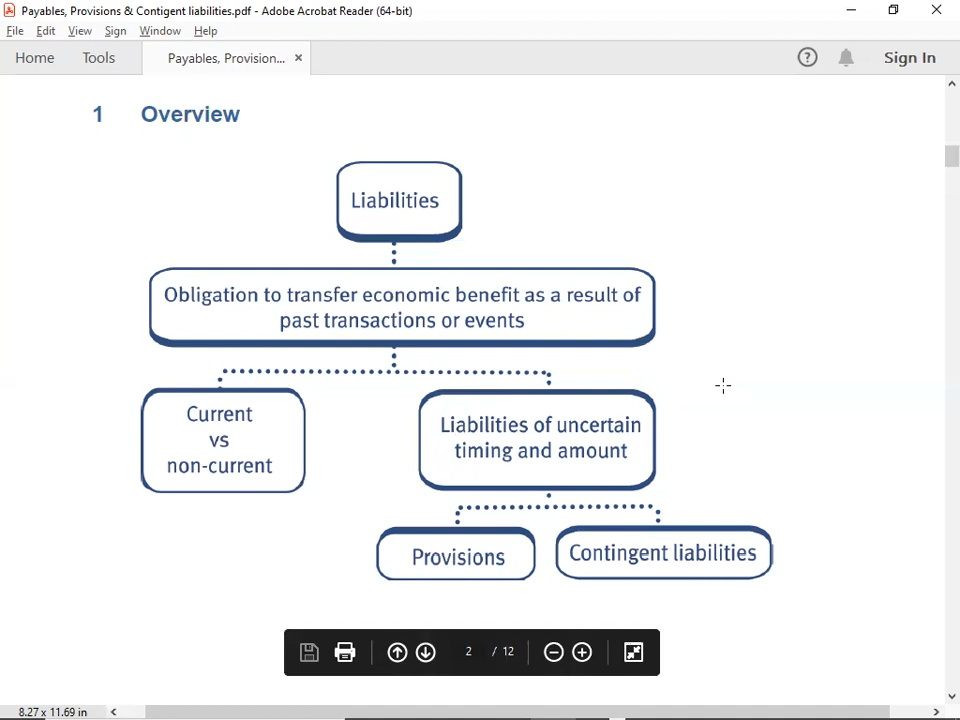 Payables, Provisions & Contigent liabilities.pdf - Adobe Acrobat Reader (64-bit)
File Edit View Sign Window Help
Home Tools Payables, Provision... × Sign In
1 Overview
Liabilities
Obligation to transfer economic benefit as a result of
past transactions or events
Current
vs
non-current
Liabilities of uncertain
timing and amount
Provisions
Contingent liabilities
2 / 12
8.27 x 11.69 in